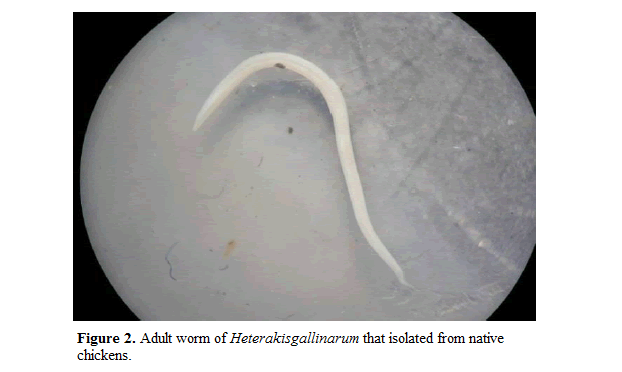 Figure 2. Adult worm of Heterakisgallinarum that isolated from native
chickens.